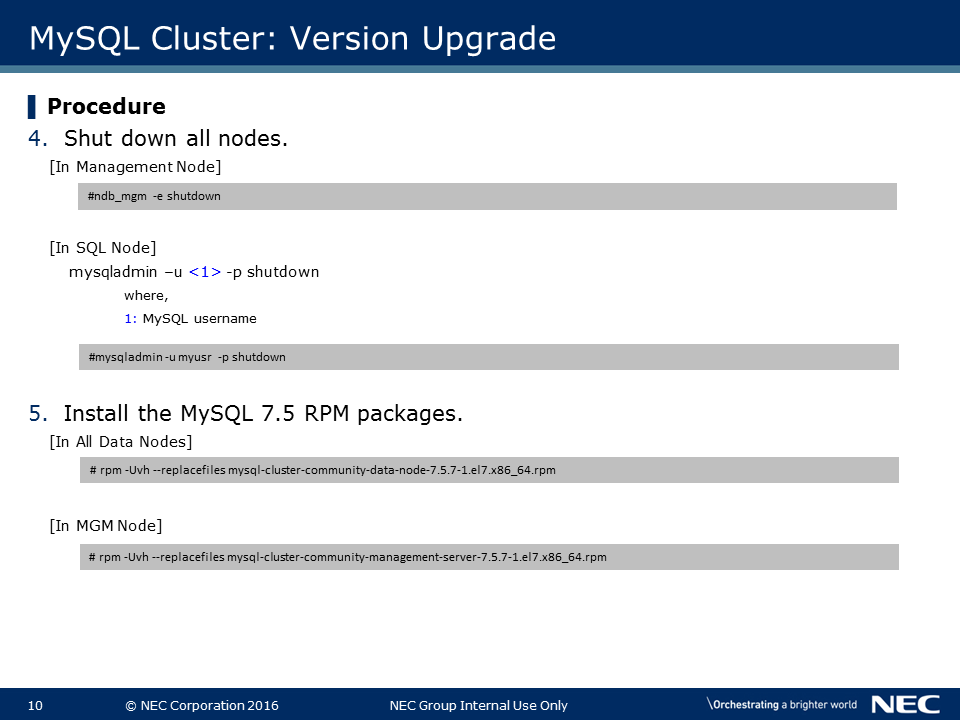 MySQL Cluster: Version Upgrade
Procedure
4. Shut down all nodes.
[In Management Node]
#ndb_mgm -e shutdown
[In SQL Node]
mysqladmin –u <1> -p shutdown
where,
1: MySQL username
#mysqladmin -u myusr -p shutdown
5. Install the MySQL 7.5 RPM packages.
[In All Data Nodes]
# rpm -Uvh --replacefiles mysql-cluster-community-data-node-7.5.7-1.el7.x86_64.rpm
[In MGM Node]
# rpm -Uvh --replacefiles mysql-cluster-community-management-server-7.5.7-1.el7.x86_64.rpm
10 © NEC Corporation 2016 NEC Group Internal Use Only \Orchestrating a brighter world NEC